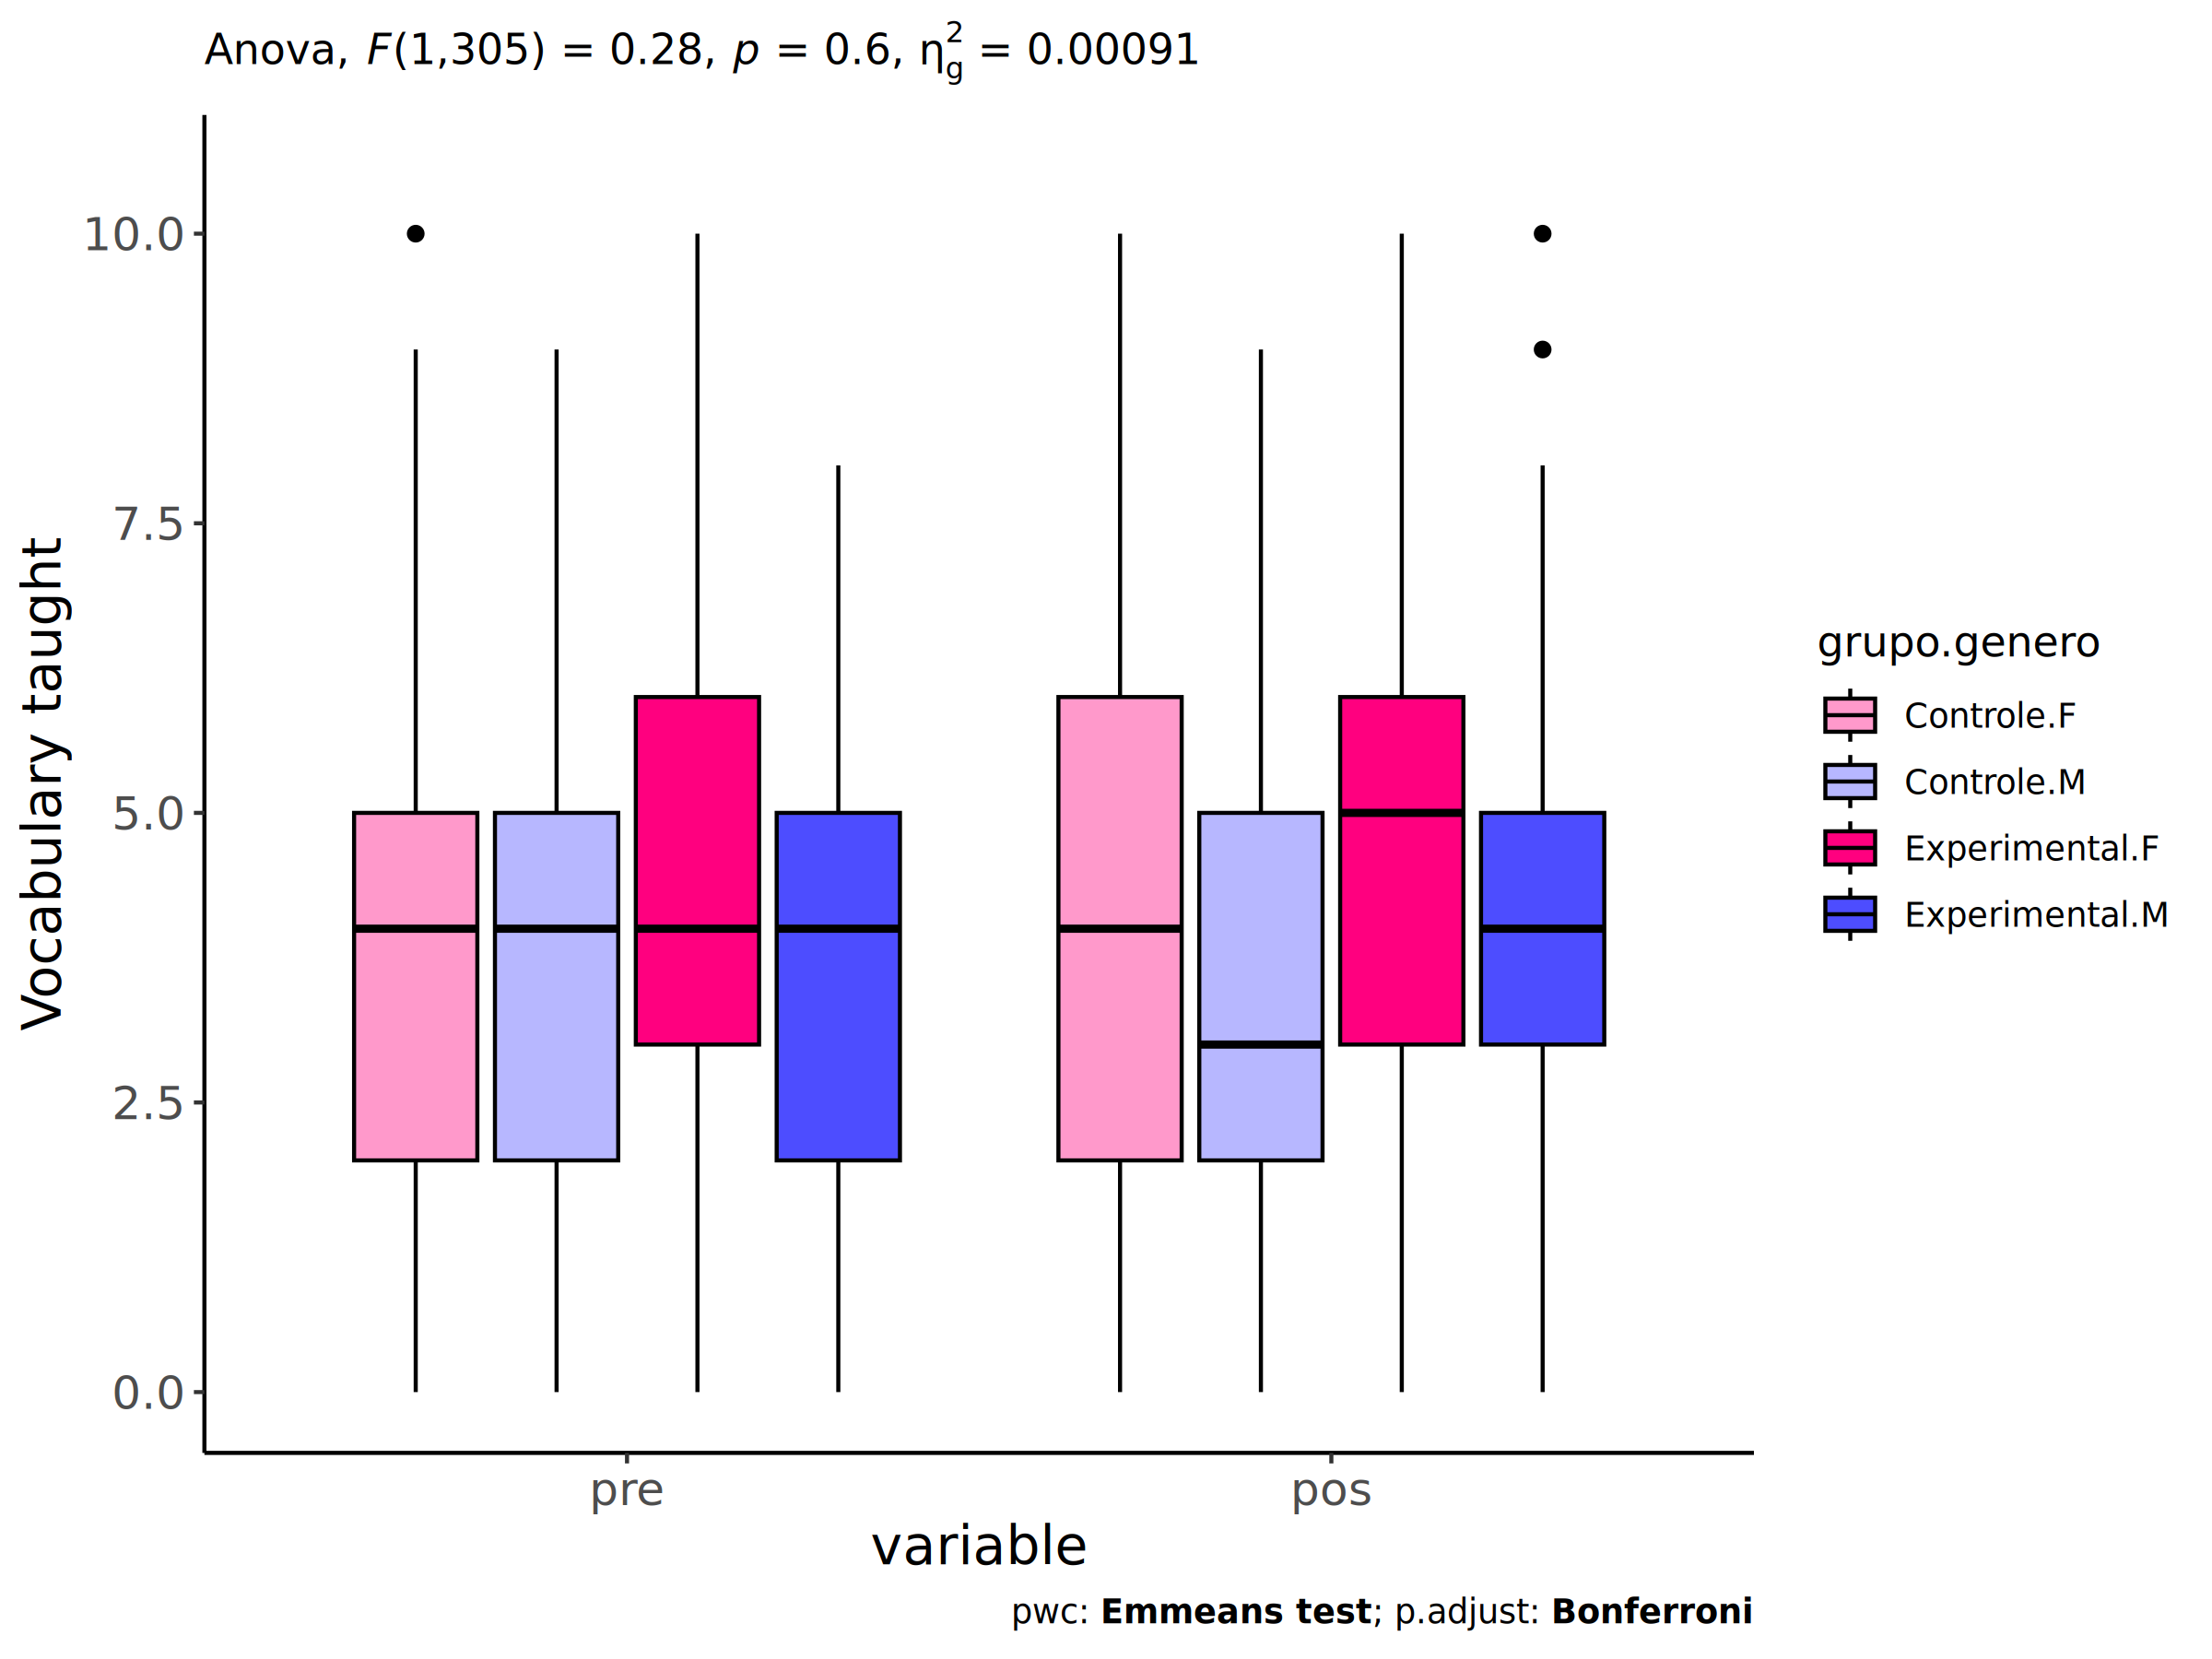 Anova, F(1,305) = 0.28, p = 0.6, η²g = 0.00091
Vocabulary taught
10.0
7.5
5.0
2.5
0.0
pre
pos
variable
pwc: Emmeans test; p.adjust: Bonferroni
grupo.genero
Controle.F
Controle.M
Experimental.F
Experimental.M